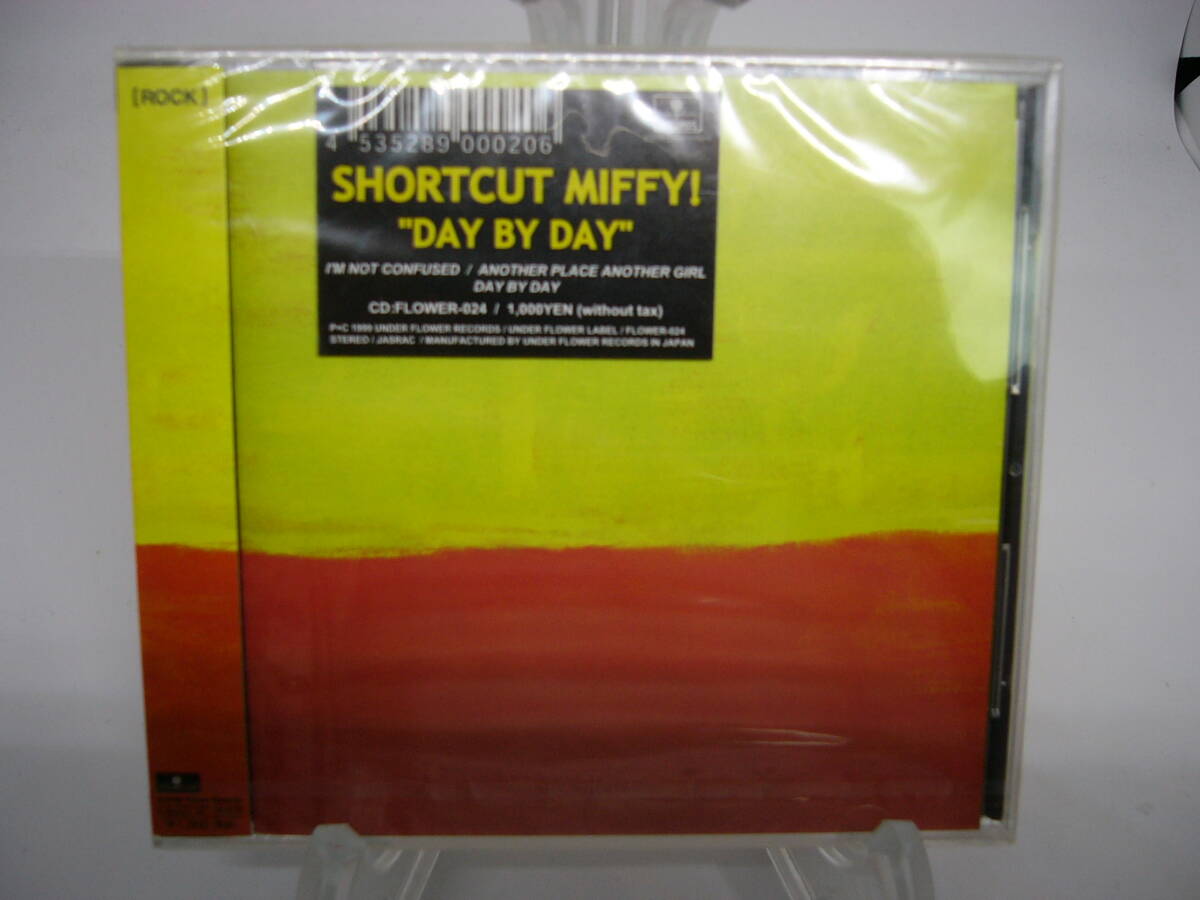 [ROCK]
4 535289 000206
SHORTCUT MIFFY!
"DAY BY DAY"
I'M NOT CONFUSED / ANOTHER PLACE ANOTHER GIRL
DAY BY DAY
CD:FLOWER-024 / 1,000YEN (without tax)
P+C 1999 UNDER FLOWER RECORDS / UNDER FLOWER LABEL / FLOWER-024
STEREO / JASRAC / MANUFACTURED BY UNDER FLOWER RECORDS IN JAPAN